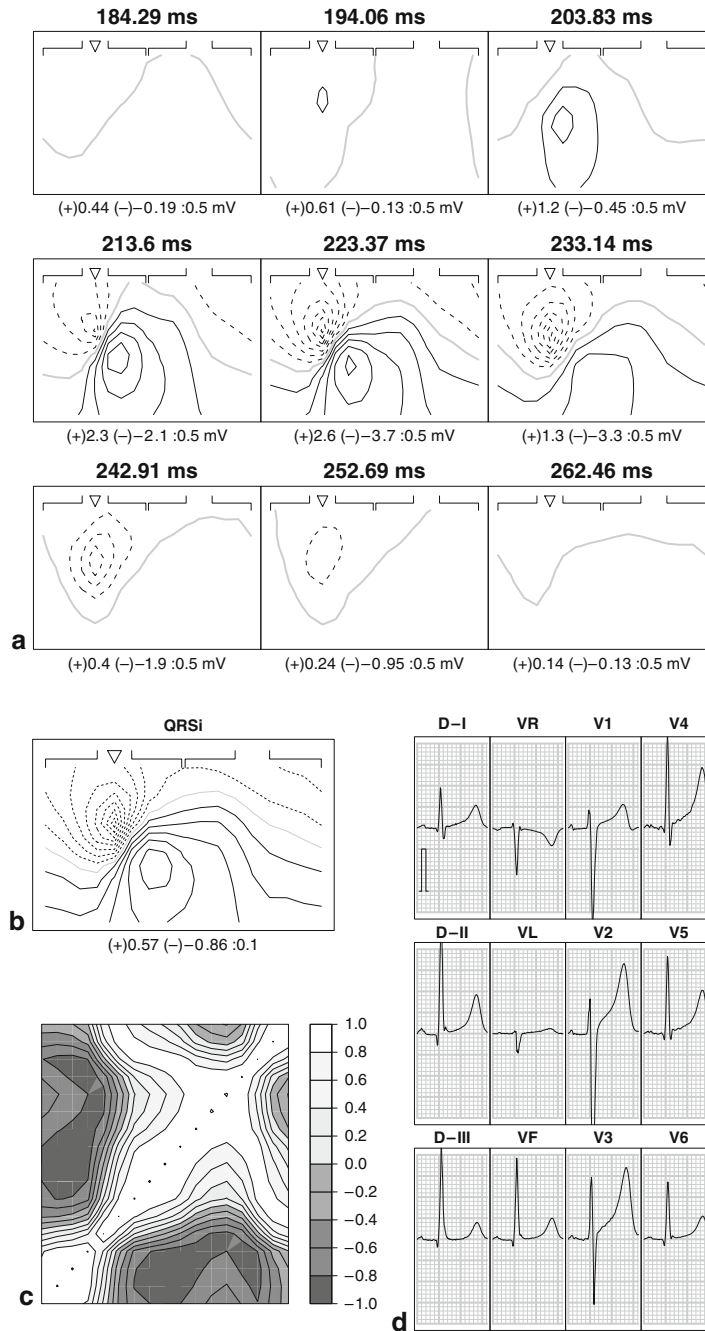 184.29 ms 194.06 ms 203.83 ms
(+)0.44 (–)–0.19 :0.5 mV (+)0.61 (–)–0.13 :0.5 mV (+)1.2 (–)–0.45 :0.5 mV
213.6 ms 223.37 ms 233.14 ms
(+)2.3 (–)–2.1 :0.5 mV (+)2.6 (–)–3.7 :0.5 mV (+)1.3 (–)–3.3 :0.5 mV
242.91 ms 252.69 ms 262.46 ms
a
(+)0.4 (–)–1.9 :0.5 mV (+)0.24 (–)–0.95 :0.5 mV (+)0.14 (–)–0.13 :0.5 mV
QRSi
b
(+)0.57 (–)–0.86 :0.1
1.0
0.8
0.6
0.4
0.2
0.0
–0.2
–0.4
–0.6
–0.8
–1.0
c
D–I VR V1 V4
D–II VL V2 V5
D–III VF V3 V6
d